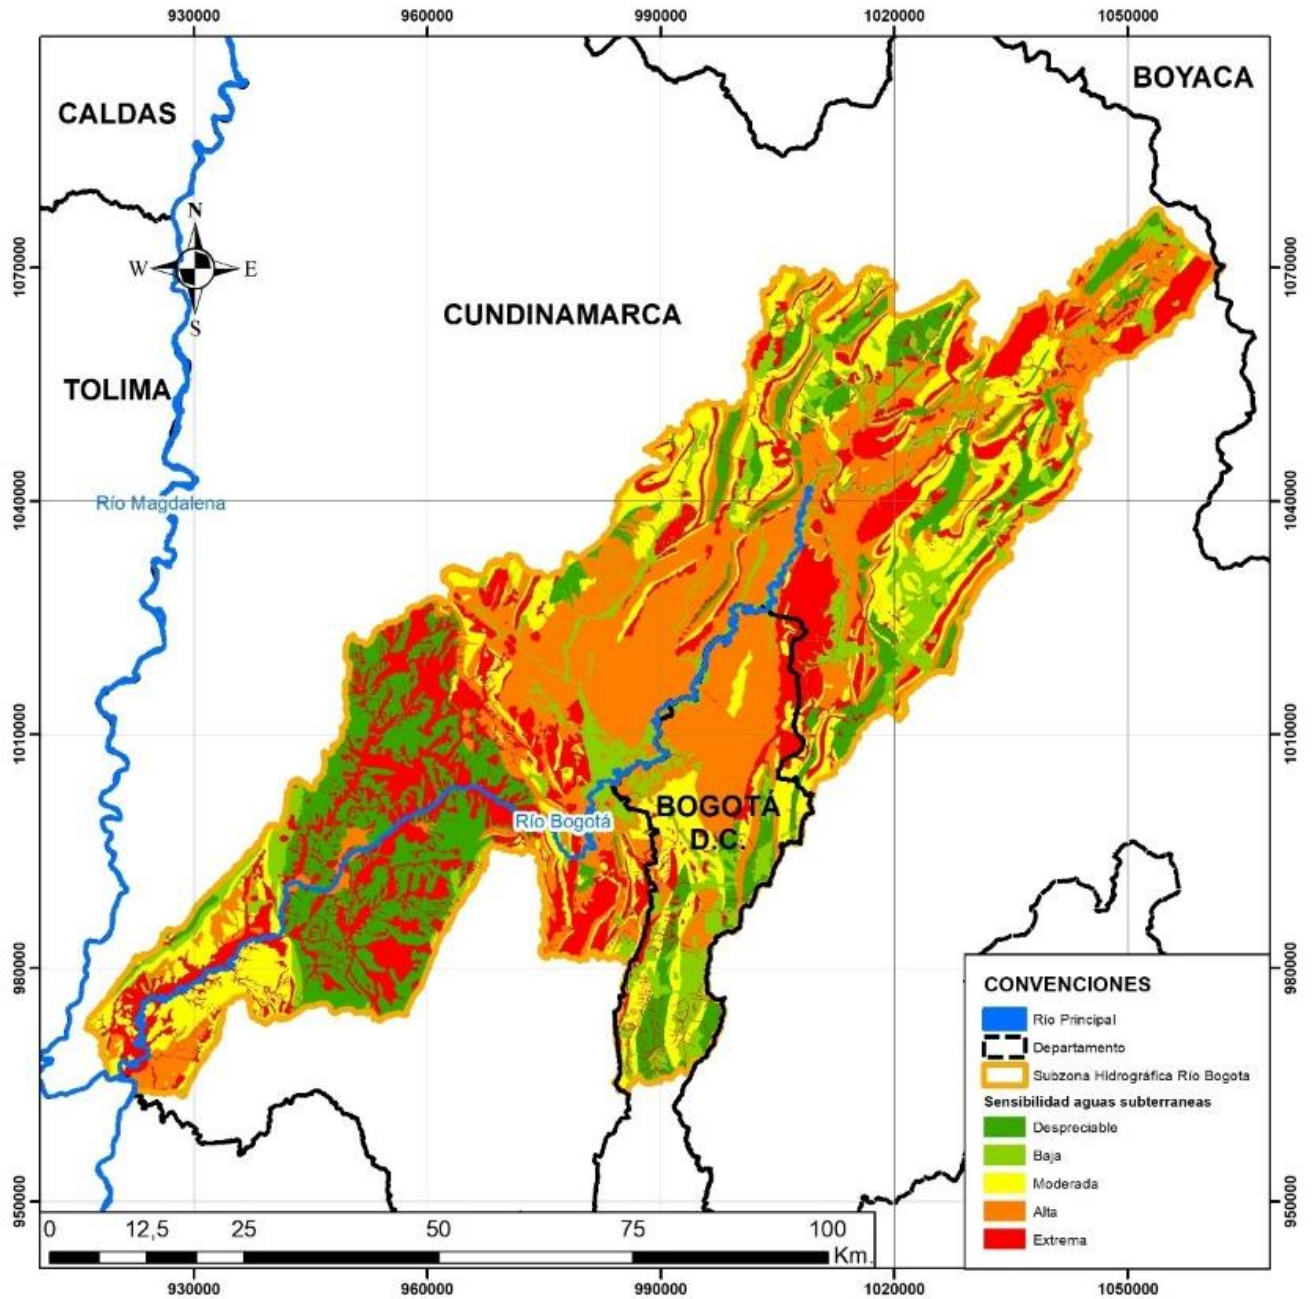 930000 960000 990000 1020000 1050000
BOYACA
CALDAS
N
W E
S
1070000 1070000
CUNDINAMARCA
TOLIMA
Río Magdalena
1040000 1040000
1010000 1010000
BOGOTÁ
D.C.
Río Bogotá
980000 980000
CONVENCIONES
Río Principal
Departamento
Subzona Hidrográfica Río Bogota
Sensibilidad aguas subterraneas
Despreciable
Baja
Moderada
Alta
Extrema
950000 950000
0 12,5 25 50 75 100
Km.
930000 960000 990000 1020000 1050000